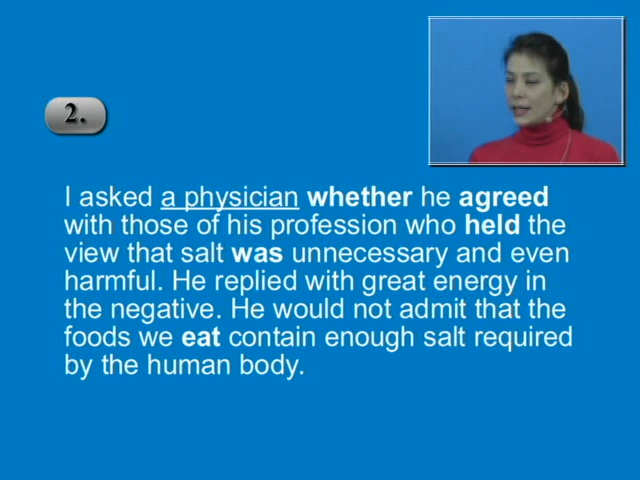 2.
I asked a physician whether he agreed
with those of his profession who held the
view that salt was unnecessary and even
harmful. He replied with great energy in
the negative. He would not admit that the
foods we eat contain enough salt required
by the human body.